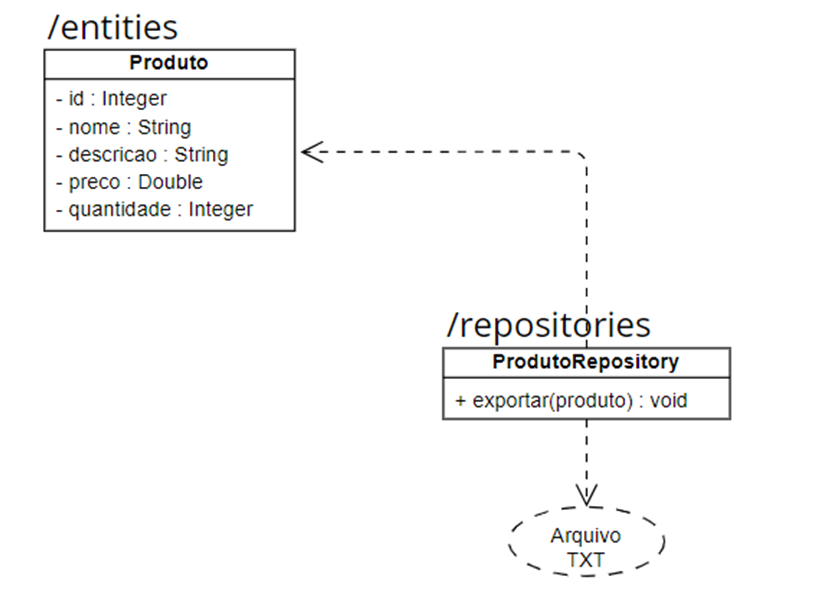 /entities
Produto
- id : Integer
- nome : String
- descricao : String
- preco : Double
- quantidade : Integer
/repositories
ProdutoRepository
+ exportar(produto) : void
Arquivo
TXT